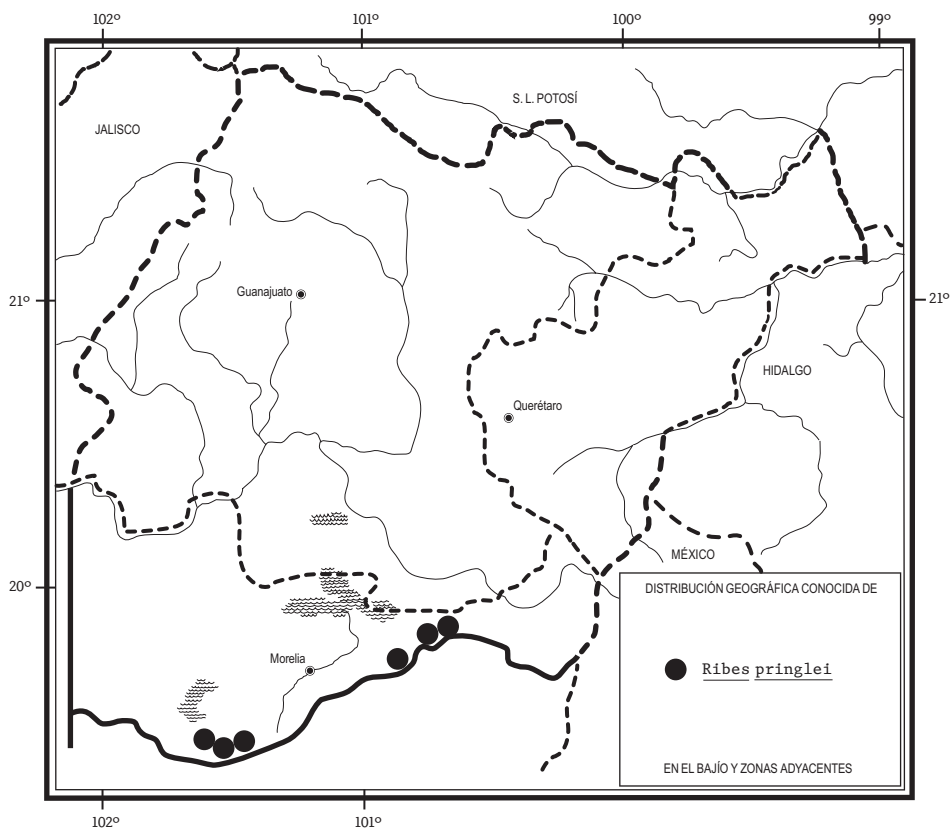 102º 101º 100º 99º
S. L. POTOSÍ
JALISCO
Guanajuato
21º 21º
HIDALGO
Querétaro
MÉXICO
20º
DISTRIBUCIÓN GEOGRÁFICA CONOCIDA DE
Morelia
Ribes pringlei
EN EL BAJÍO Y ZONAS ADYACENTES
102º 101º